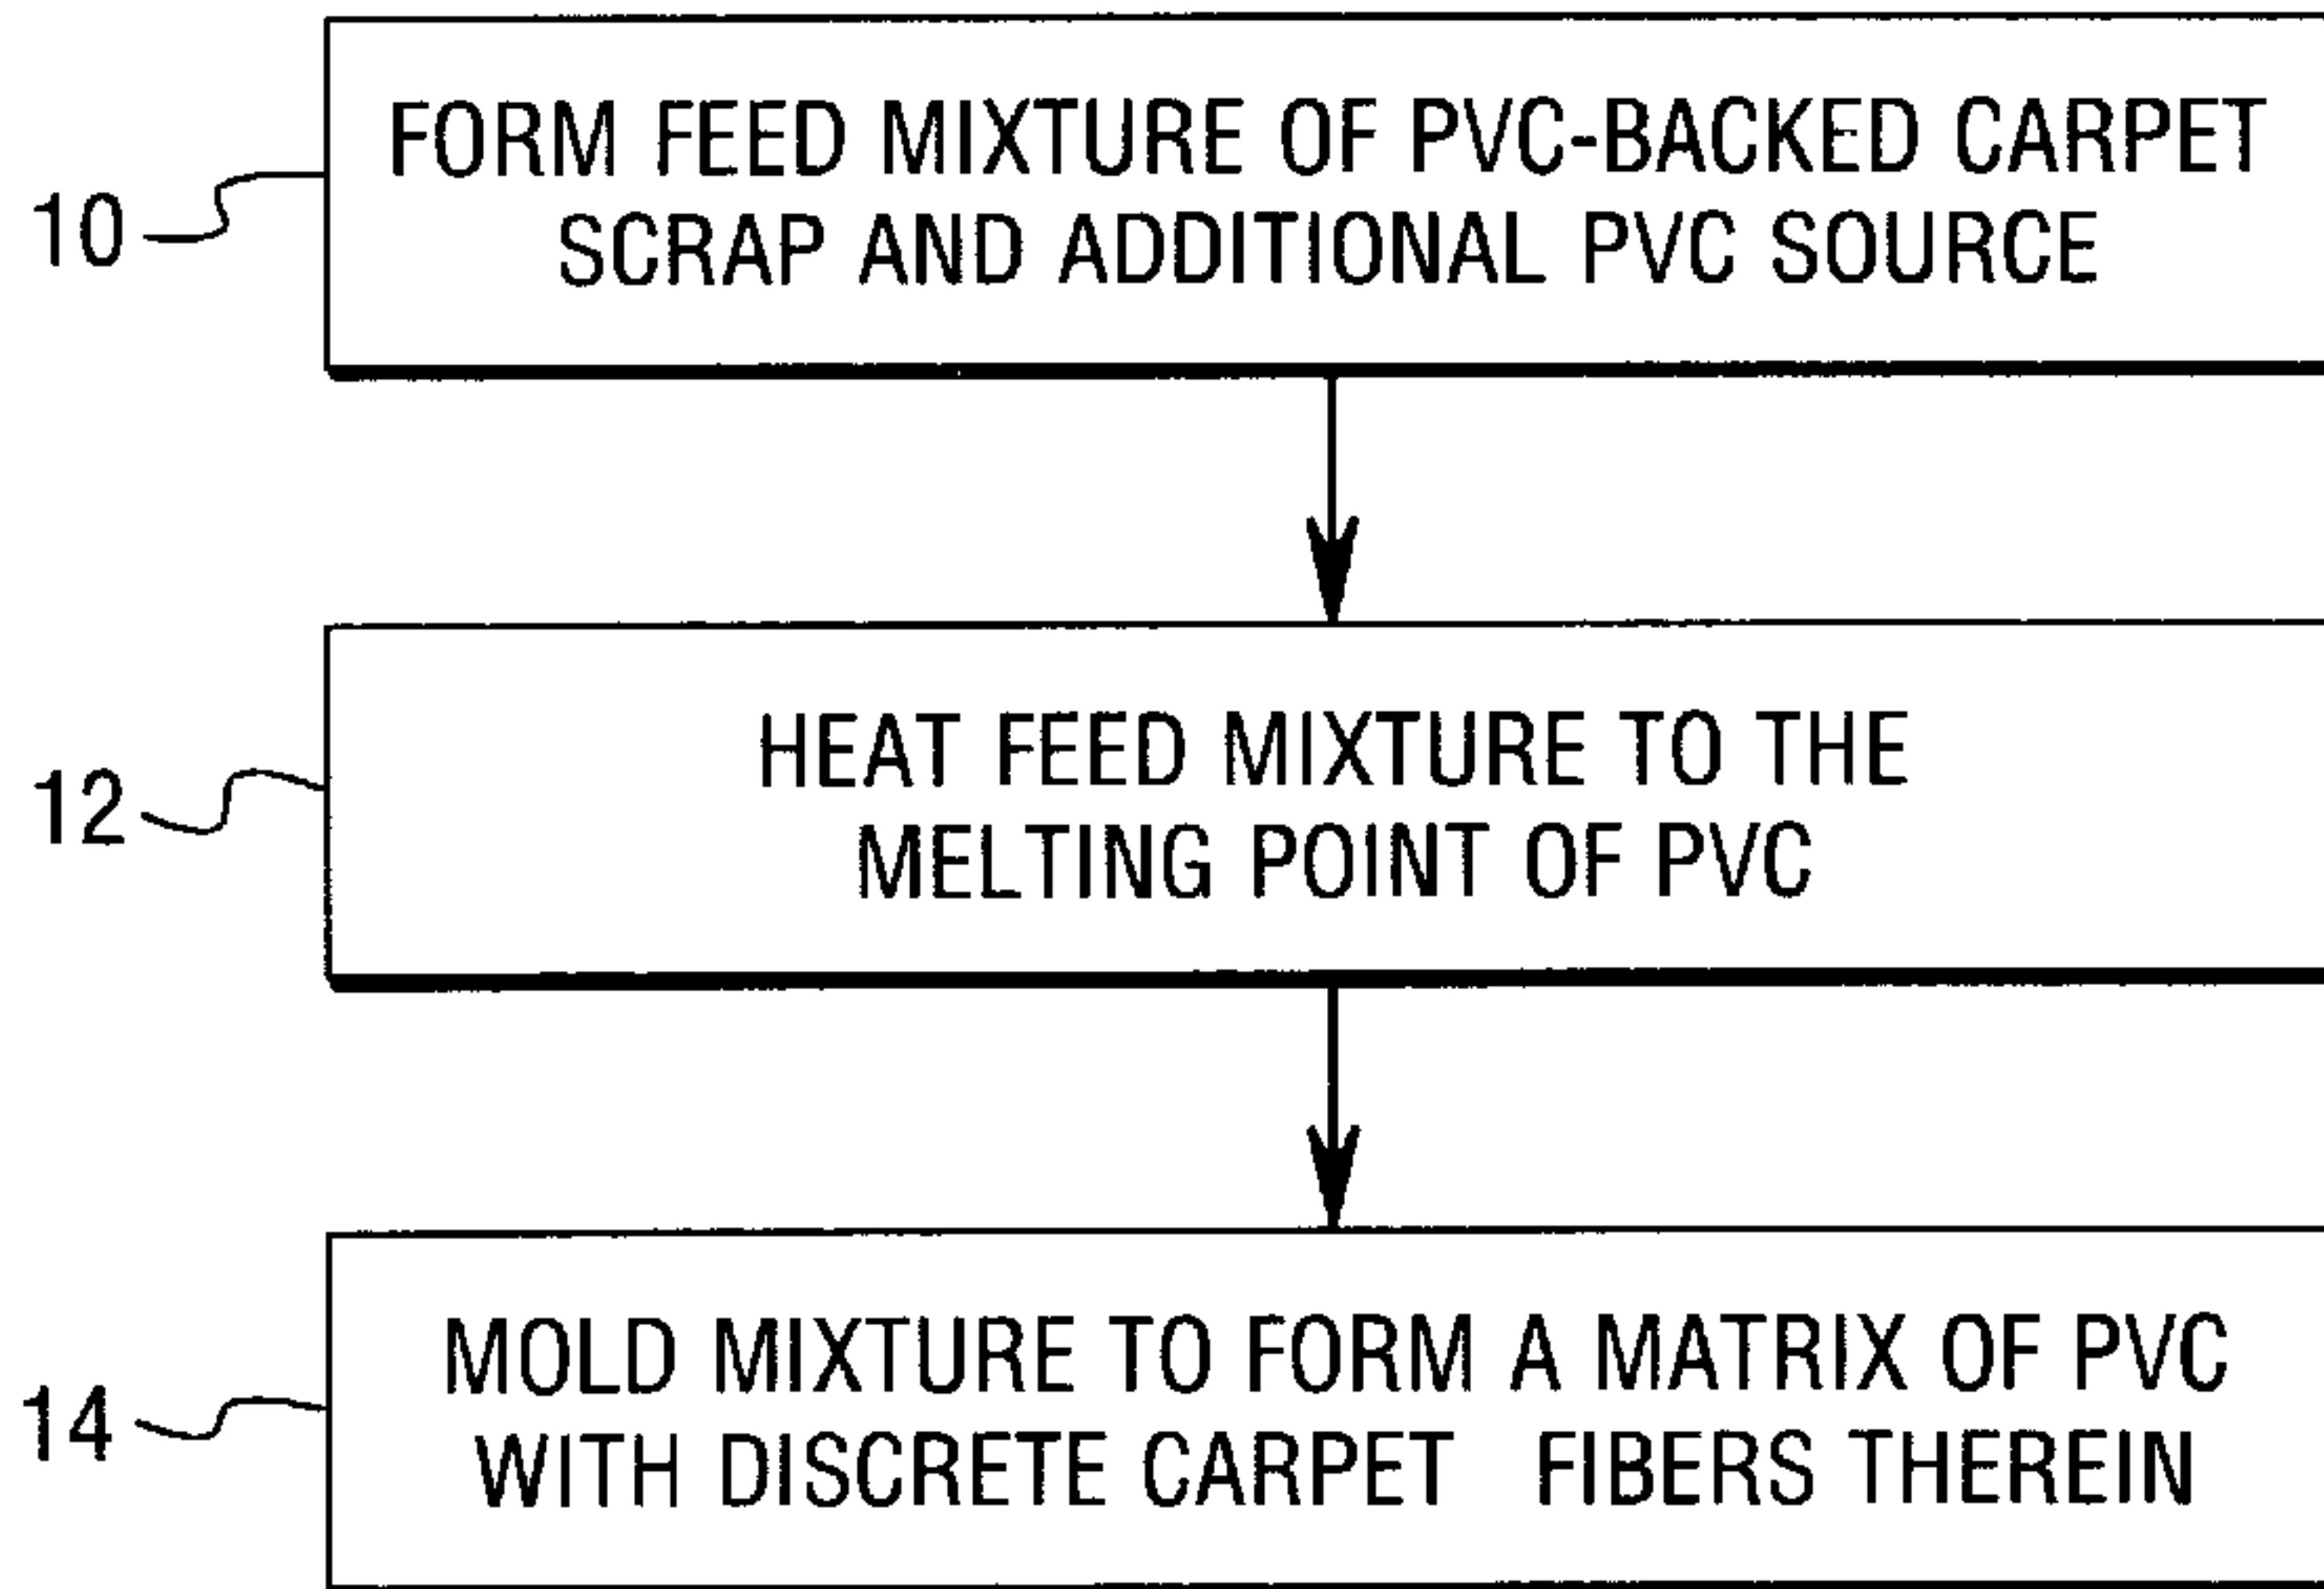 10
FORM FEED MIXTURE OF PVC-BACKED CARPET
SCRAP AND ADDITIONAL PVC SOURCE
12
HEAT FEED MIXTURE TO THE
MELTING POINT OF PVC
14
MOLD MIXTURE TO FORM A MATRIX OF PVC
WITH DISCRETE CARPET FIBERS THEREIN